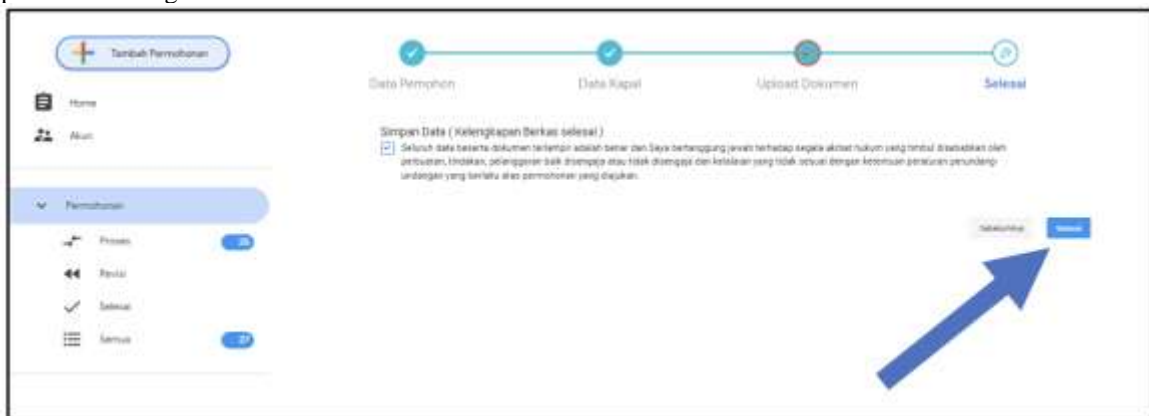 Tambah Permohonan
Home
Akun
Permohonan
Proses
Revisi
Selesai
Semua
Data Pemohon
Data Kapal
Upload Dokumen
Selesai
Simpan Data ( Kelengkapan Berkas selesai )
Seluruh data beserta dokumen terlampir adalah benar dan Saya bertanggung jawab terhadap segala akibat hukum yang timbul disebabkan oleh
perbuatan, tindakan, pelanggaran baik disengaja atau tidak disengaja dan kelalaian yang tidak sesuai dengan ketentuan peraturan perundang-
undangan yang berlaku atas permohonan yang diajukan.
Sebelumnya
Selesai